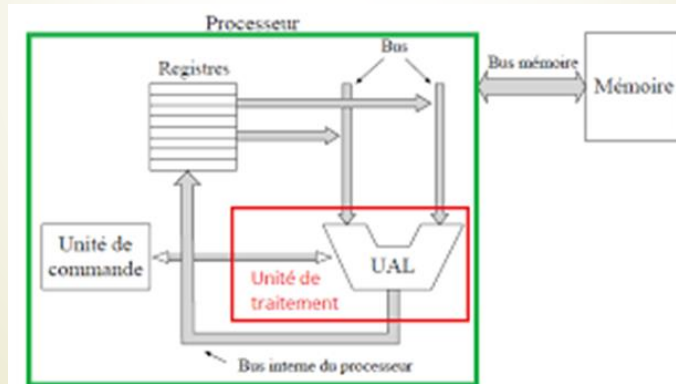 Processeur
Bus
Registres
Bus mémoire
Mémoire
Unité de
commande
UAL
Unité de
traitement
Bus interne du processeur